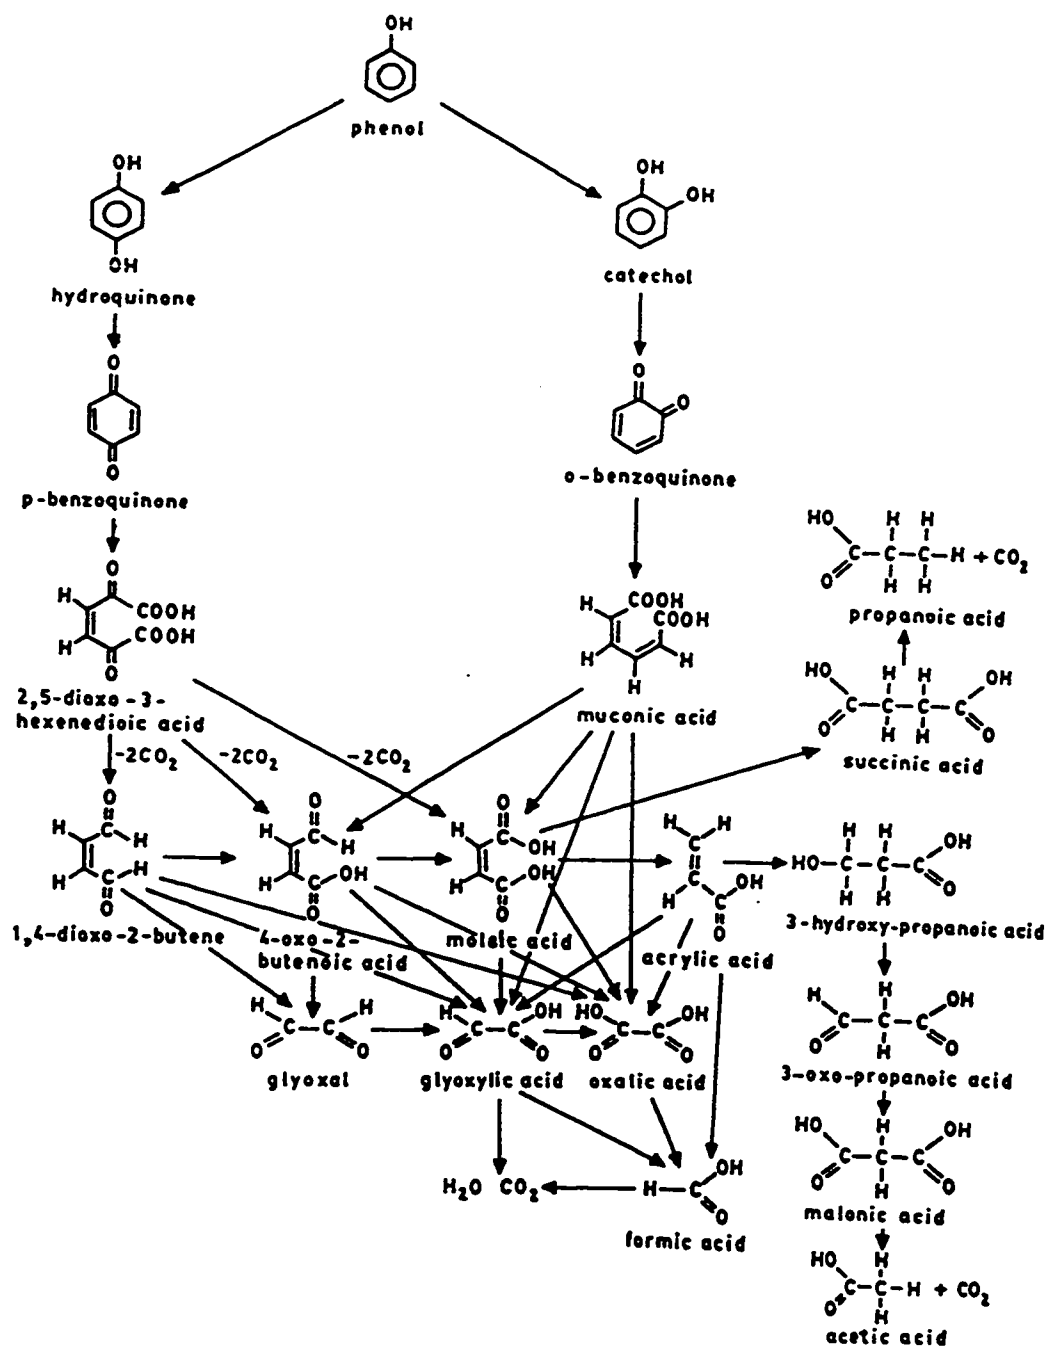 OH
phenol
OH
OH
hydroquinone
OH
OH
catechol
O
O
p-benzoquinone
O
O
o-benzoquinone
HO H H
C-C-C-H + CO2
O H H
propanoic acid
O
H COOH
COOH
H
O
2,5-dioxo-3-
hexenedioic acid
H COOH
COOH
H H
H
muconic acid
HO H H OH
C-C-C-C
O H H O
succinic acid
-2CO2 -2CO2 -2CO2
O
H C H
C H
H
O
1,4-dioxo-2-butene
O
H C H
OH
H C
O
4-oxo-2-
butenoic acid
O
H C
OH
OH
H C
O
maleic acid
H H
C
C OH
H C
O
acrylic acid
H H OH
HO-C-C-C
H H O
3-hydroxy-propanoic acid
H H
C-C
O O
glyoxal
H OH
C-C
O O
glyoxylic acid
HO OH
C-C
O O
oxalic acid
H H OH
C-C-C
O H O
3-oxo-propanoic acid
HO H OH
C-C-C
O H O
malonic acid
H2O CO2
OH
H-C
O
formic acid
HO H
C-C-H + CO2
O H
acetic acid